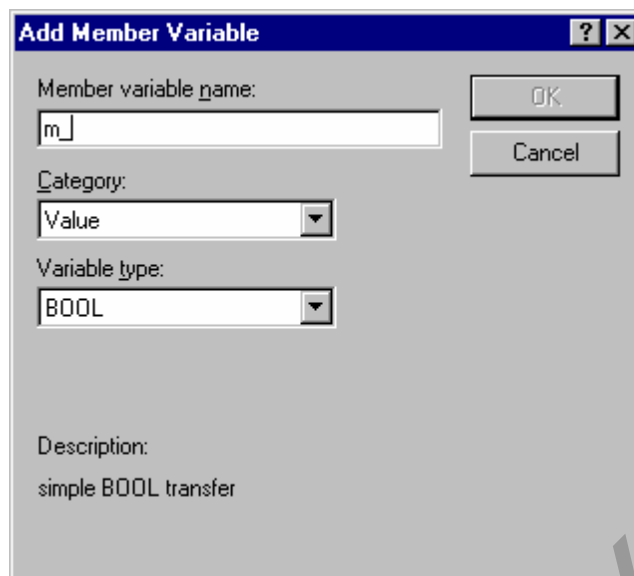 Add Member Variable
Member variable name:
OK
m_
Cancel
Category:
Value
Variable type:
BOOL
Description:
simple BOOL transfer